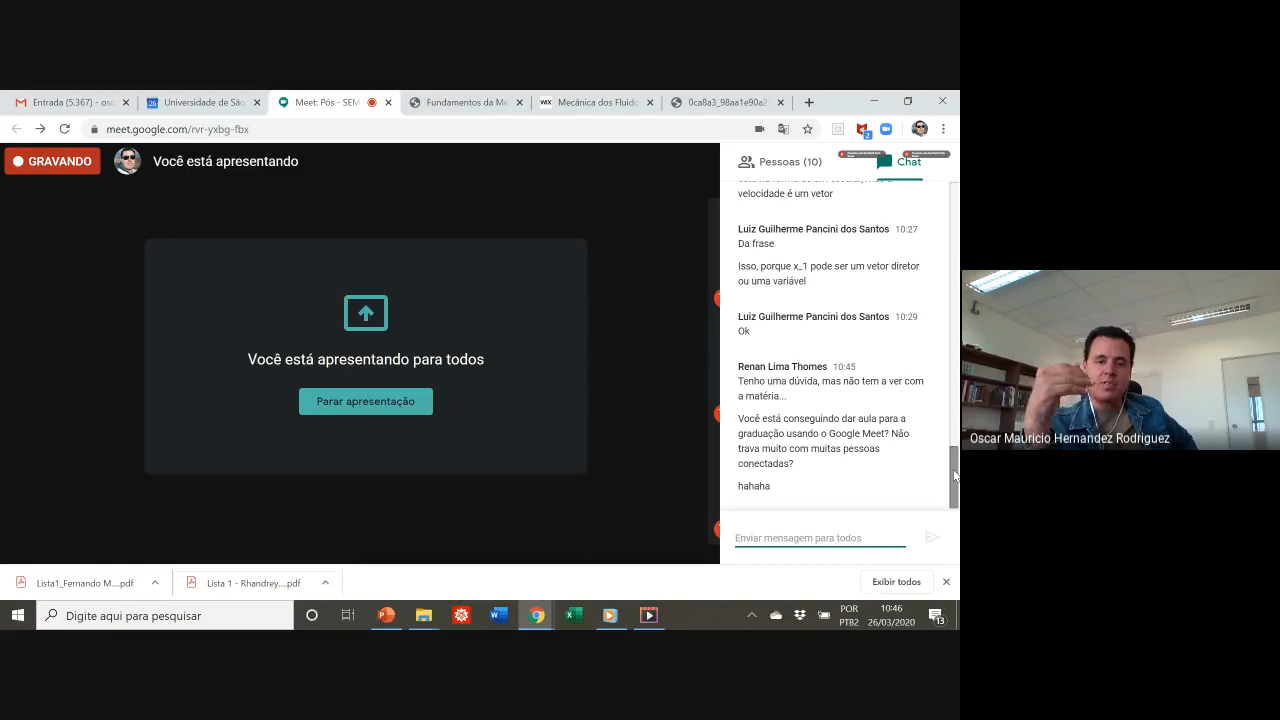 Entrada (5.367) - os
Universidade de São
Meet: Pós - SEM
Fundamentos da Me
WIX Mecânica dos Fluido
0ca8a3_98aa1e90a2
meet.google.com/rvr-yxbg-fbx
GRAVANDO
Você está apresentando
Pessoas (10)
Chat
velocidade é um vetor
Luiz Guilherme Pancini dos Santos 10:27
Da frase
Isso, porque x_1 pode ser um vetor diretor
ou uma variável
Luiz Guilherme Pancini dos Santos 10:29
Ok
Renan Lima Thomes 10:45
Tenho uma dúvida, mas não tem a ver com
a matéria...
Você está conseguindo dar aula para a
graduação usando o Google Meet? Não
trava muito com muitas pessoas
conectadas?
hahaha
Enviar mensagem para todos
Você está apresentando para todos
Parar apresentação
Oscar Mauricio Hernandez Rodriguez
Lista1_Fernando M....pdf
Lista 1 - Rhandrey....pdf
Exibir todos
Digite aqui para pesquisar
POR
PTB2
10:46
26/03/2020
13